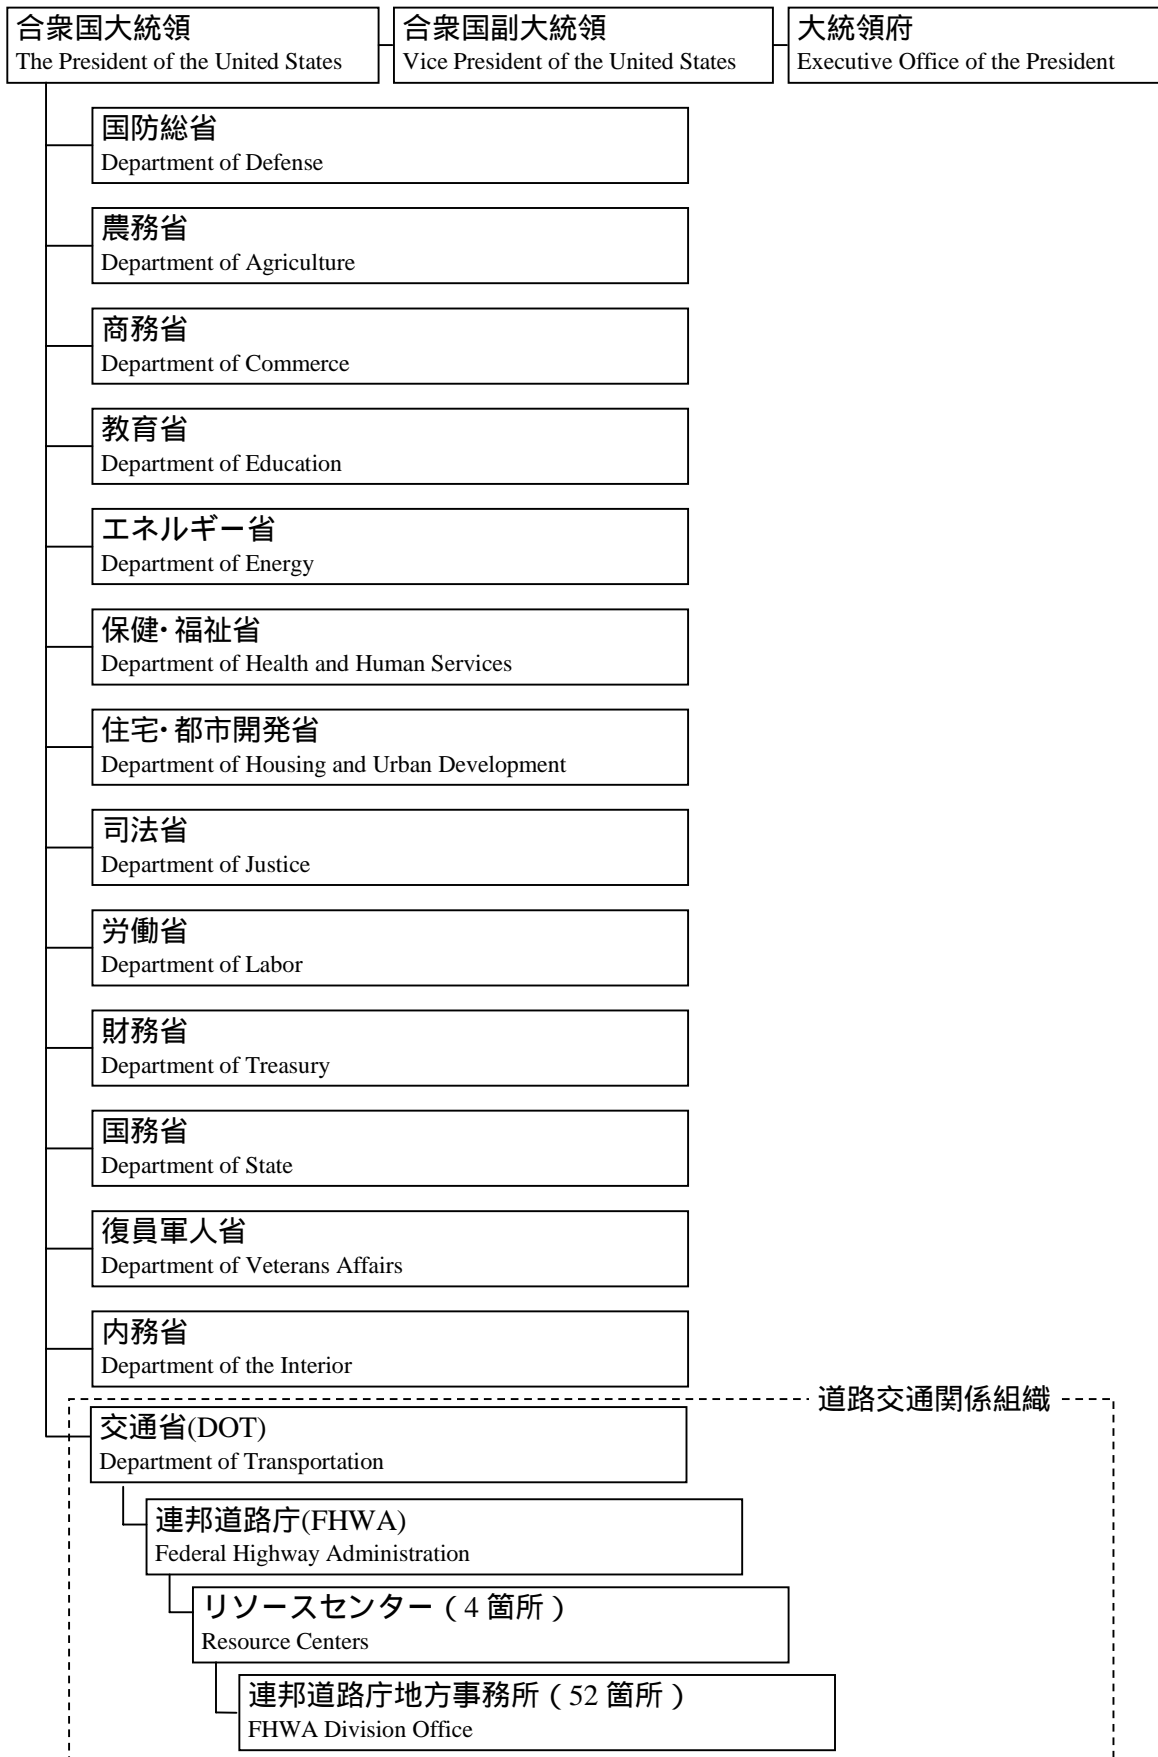 合衆国大統領
The President of the United States
合衆国副大統領
Vice President of the United States
大統領府
Executive Office of the President
国防総省
Department of Defense
農務省
Department of Agriculture
商務省
Department of Commerce
教育省
Department of Education
エネルギー省
Department of Energy
保健・福祉省
Department of Health and Human Services
住宅・都市開発省
Department of Housing and Urban Development
司法省
Department of Justice
労働省
Department of Labor
財務省
Department of Treasury
国務省
Department of State
復員軍人省
Department of Veterans Affairs
内務省
Department of the Interior
道路交通関係組織
交通省(DOT)
Department of Transportation
連邦道路庁(FHWA)
Federal Highway Administration
リソースセンター（4 箇所）
Resource Centers
連邦道路庁地方事務所（52 箇所）
FHWA Division Office